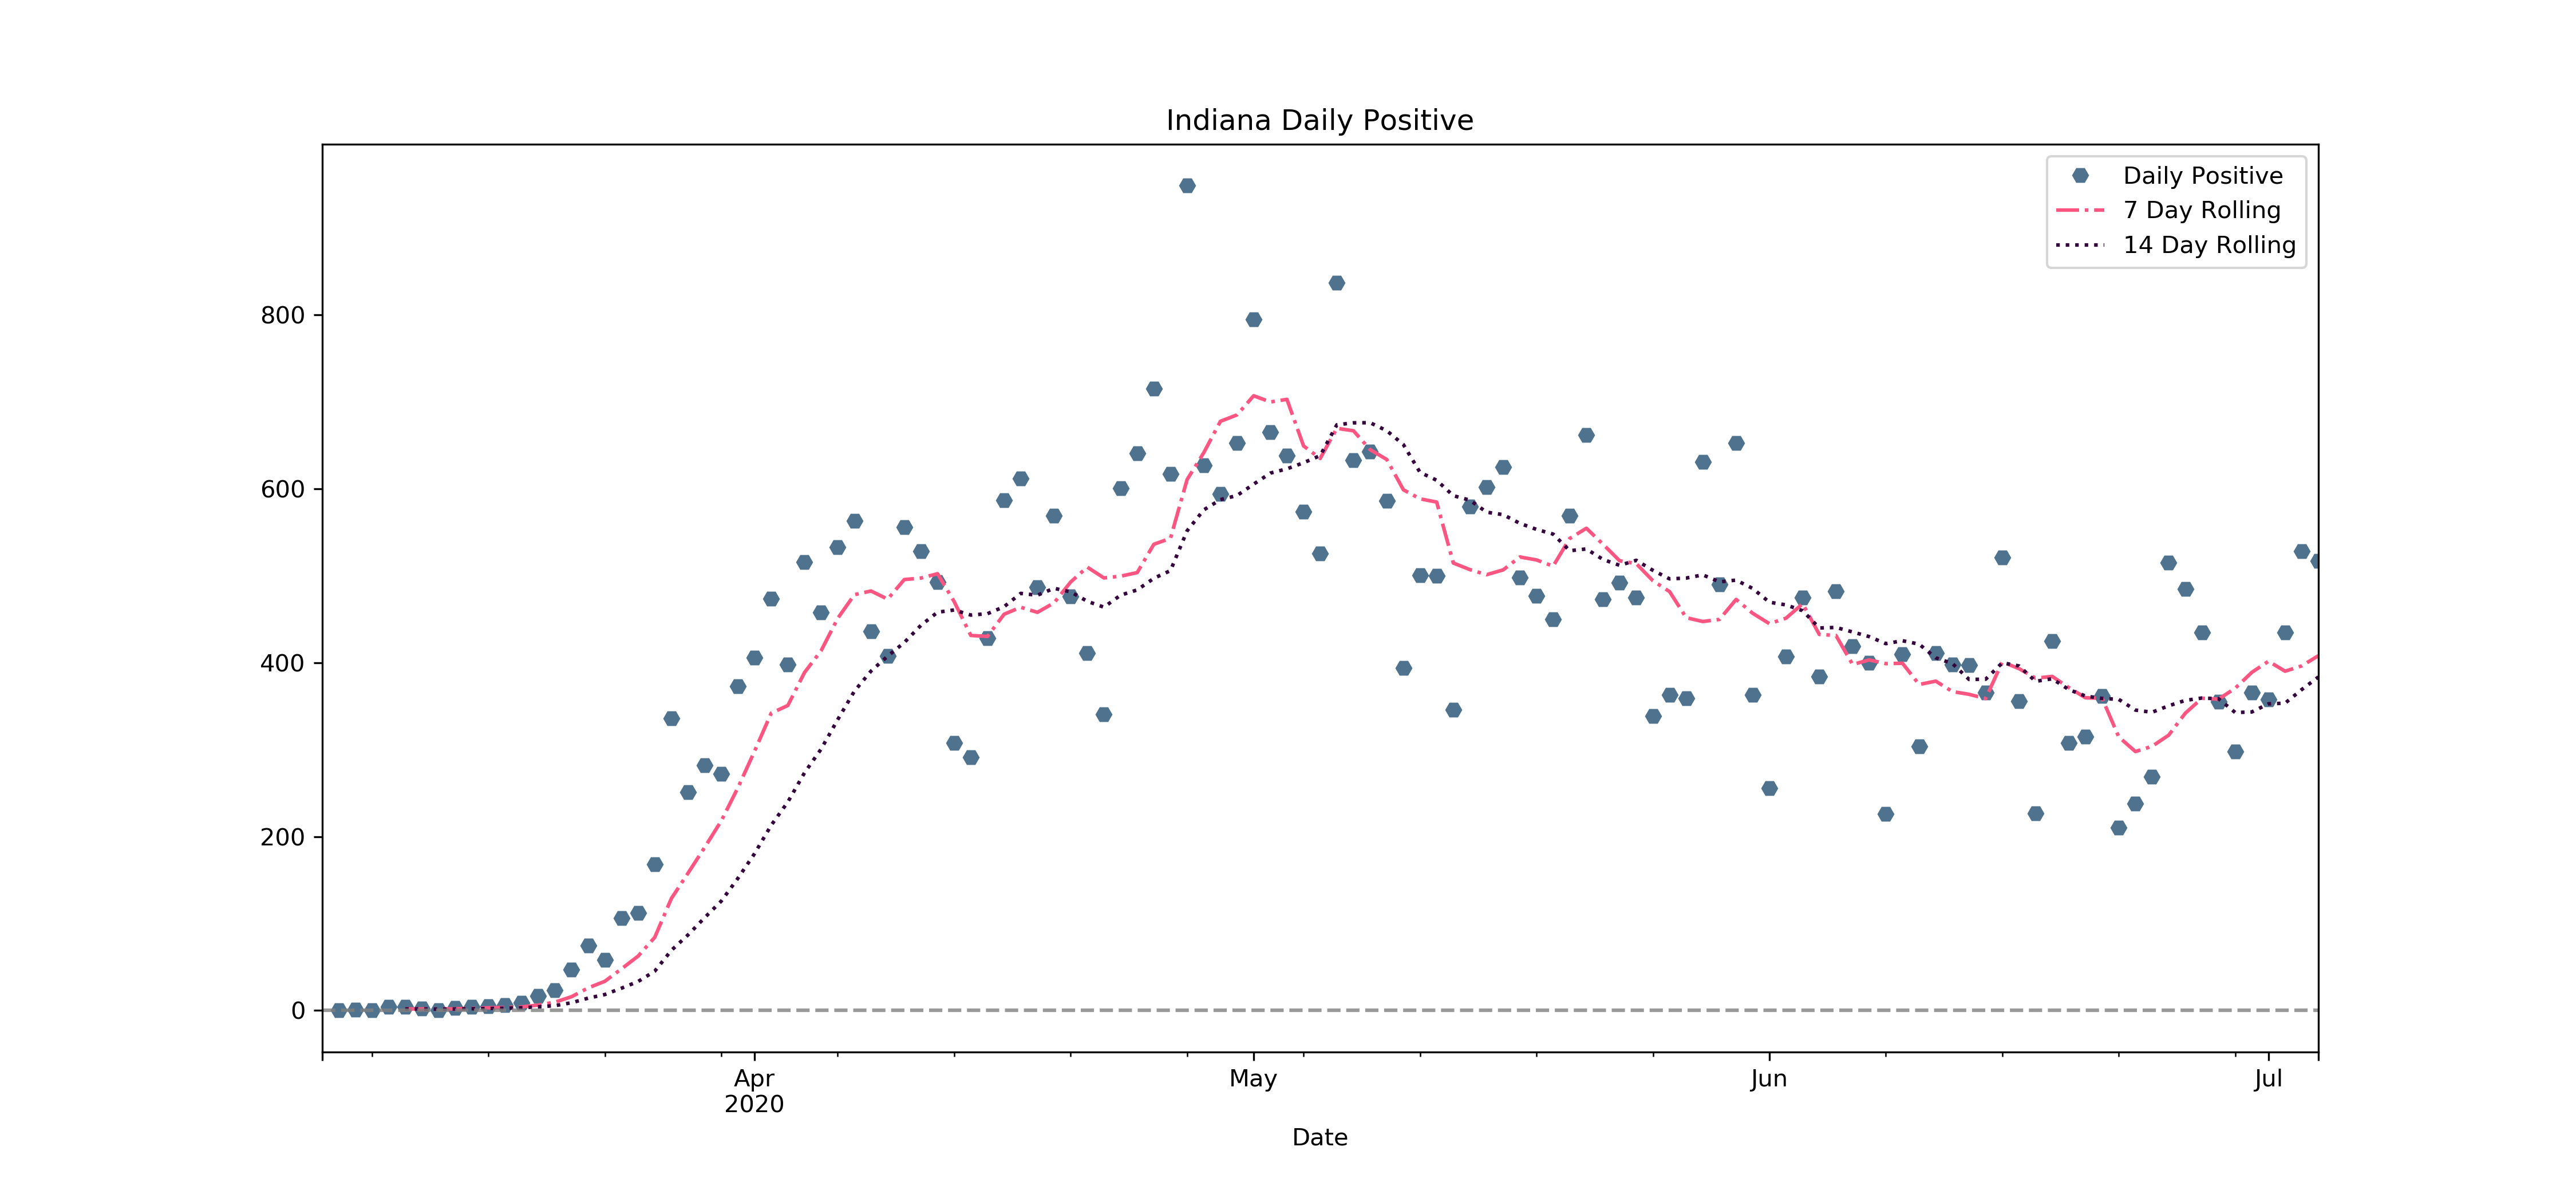 Indiana Daily Positive
Daily Positive
7 Day Rolling
14 Day Rolling
800
600
400
200
0
Apr
2020
May
Jun
Jul
Date